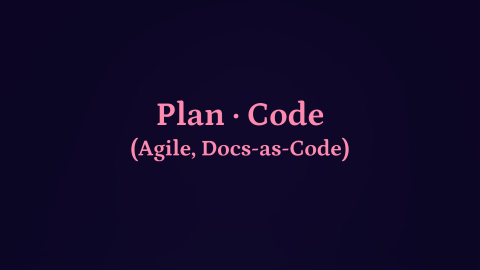 Plan · Code
(Agile, Docs-as-Code)